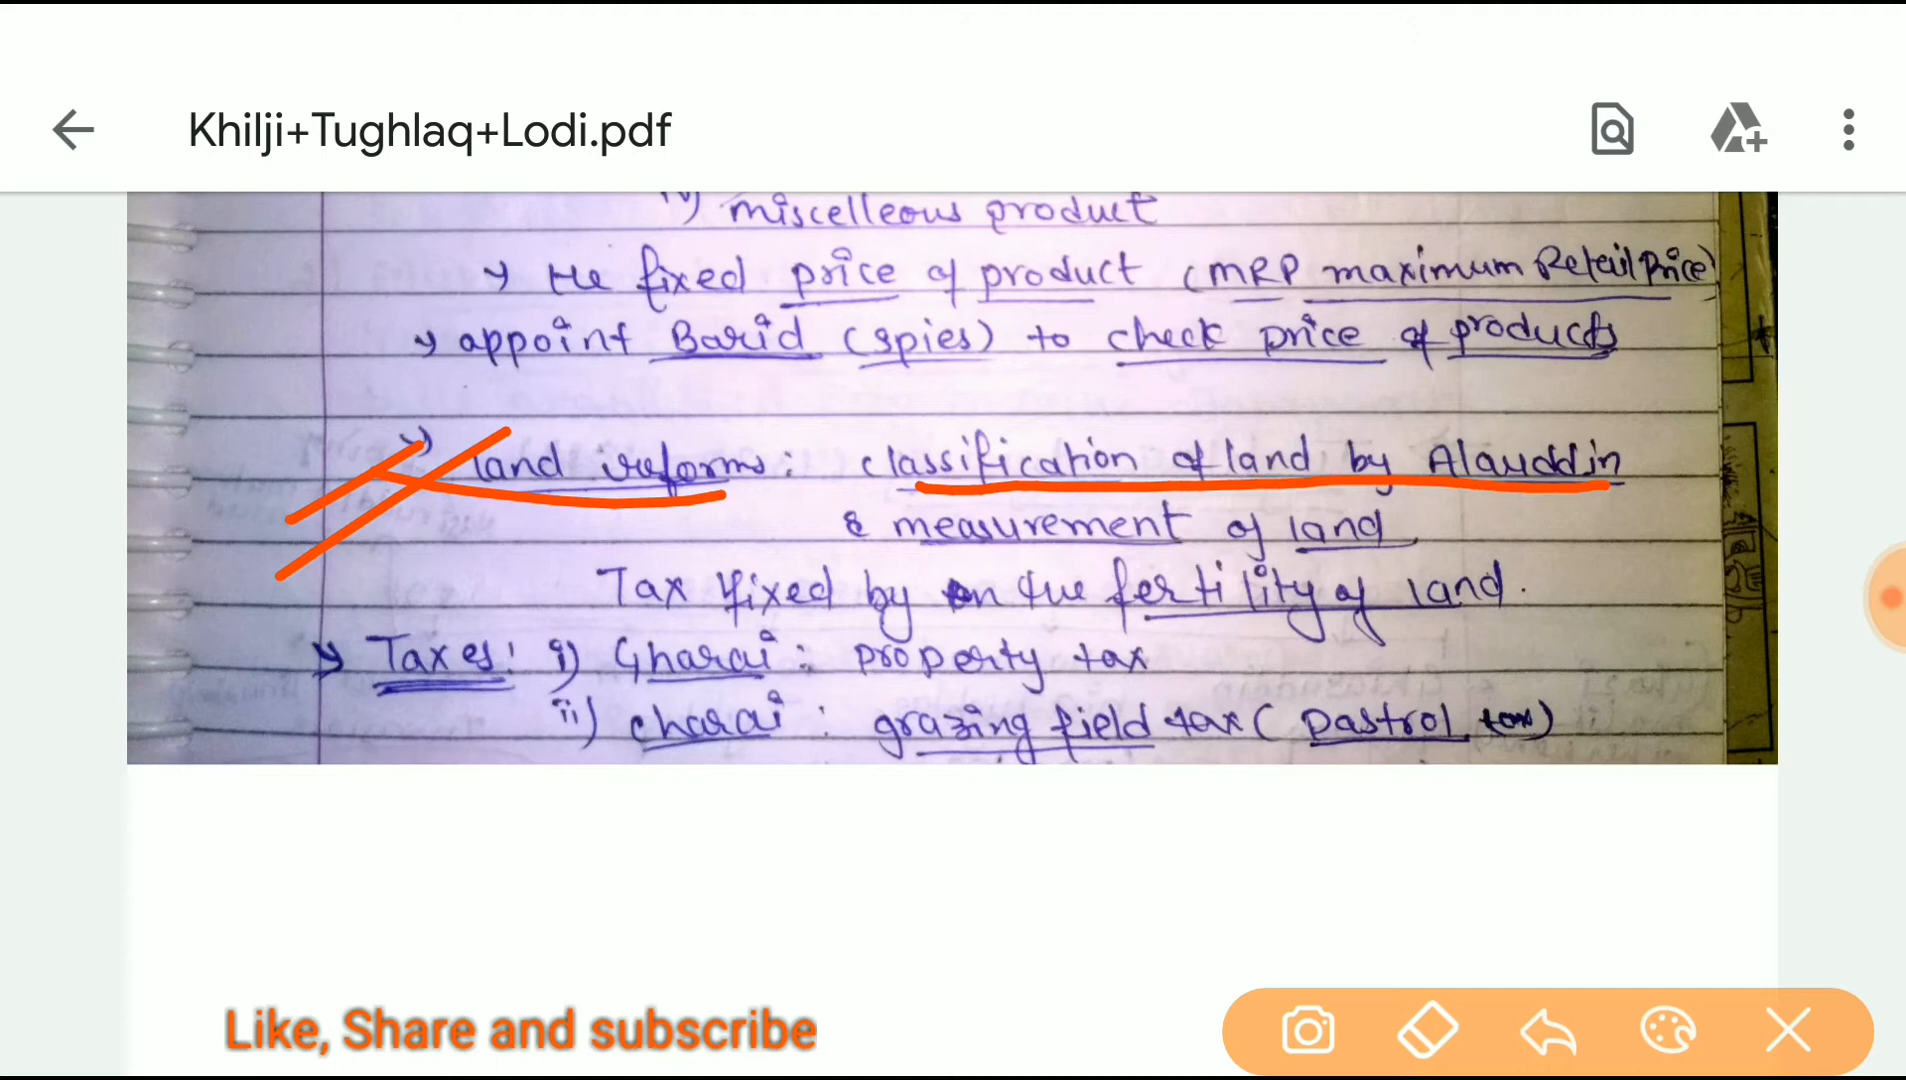 Khilji+Tughlaq+Lodi.pdf
iv) miscelleous product
He fixed price of product (MRP maximum Retail Price)
appoint Barid (spies) to check price of products
land reforms: classification of land by Alauddin
& measurement of land
Tax fixed by on the fertility of land.
Taxes: i) Gharai: property tax
ii) charai: grazing field tax (pastrol tax)
Like, Share and subscribe